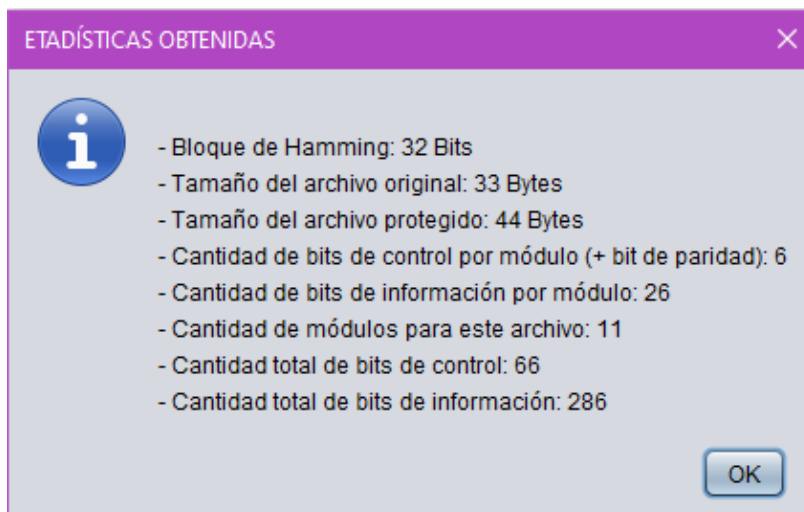 ETADÍSTICAS OBTENIDAS
- Bloque de Hamming: 32 Bits
- Tamaño del archivo original: 33 Bytes
- Tamaño del archivo protegido: 44 Bytes
- Cantidad de bits de control por módulo (+ bit de paridad): 6
- Cantidad de bits de información por módulo: 26
- Cantidad de módulos para este archivo: 11
- Cantidad total de bits de control: 66
- Cantidad total de bits de información: 286
OK